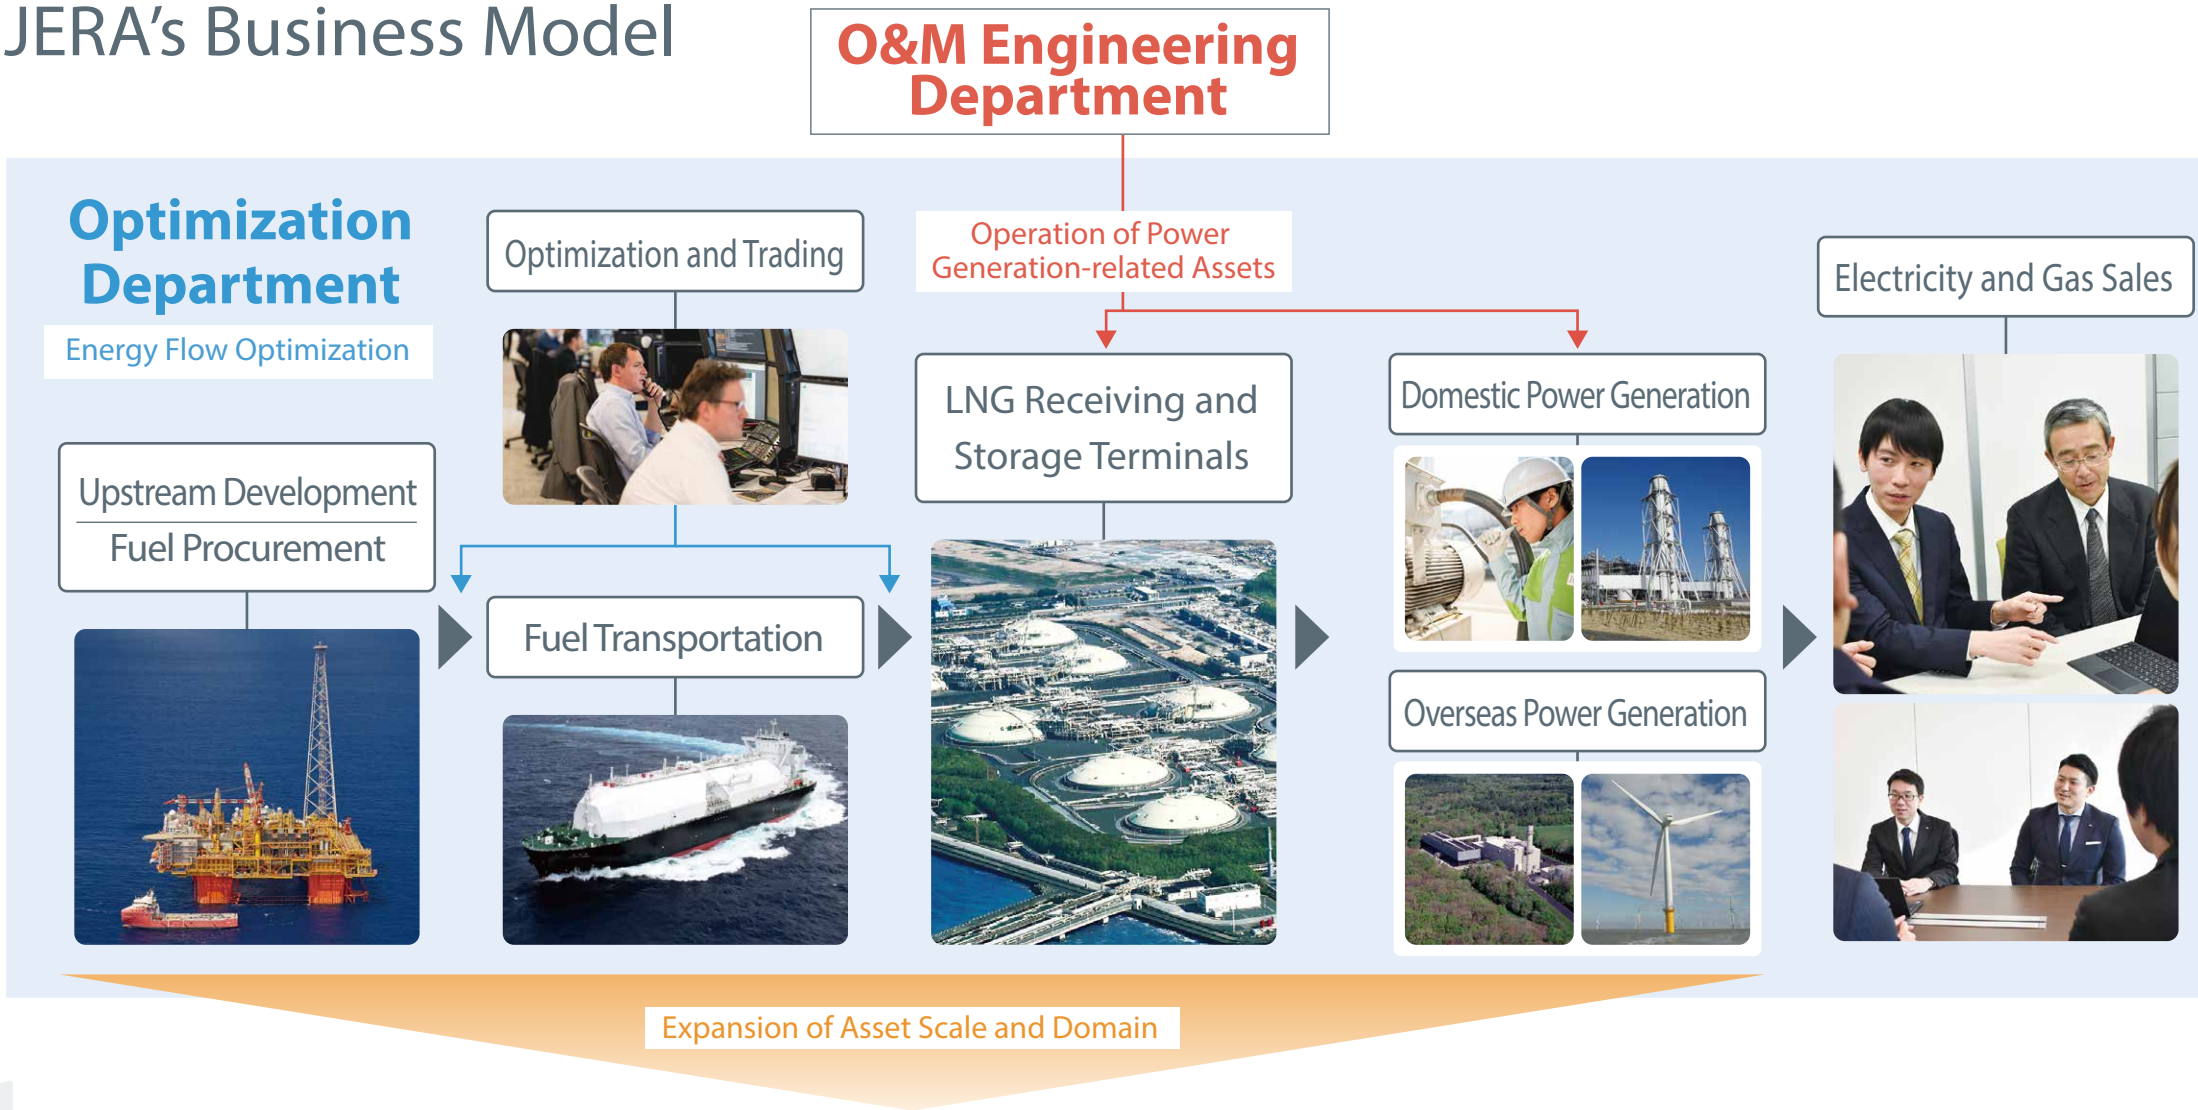 JERA's Business Model
O&M Engineering
Department
Optimization
Department
Energy Flow Optimization
Optimization and Trading
Operation of Power
Generation-related Assets
Electricity and Gas Sales
Upstream Development
Fuel Procurement
LNG Receiving and
Storage Terminals
Domestic Power Generation
Fuel Transportation
Overseas Power Generation
Expansion of Asset Scale and Domain